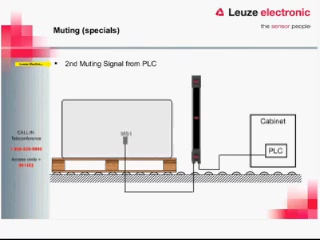 Leuze electronic
the sensor people
Muting (specials)
2nd Muting Signal from PLC
CALL IN
Teleconference
Access code =
MS1
Cabinet
PLC